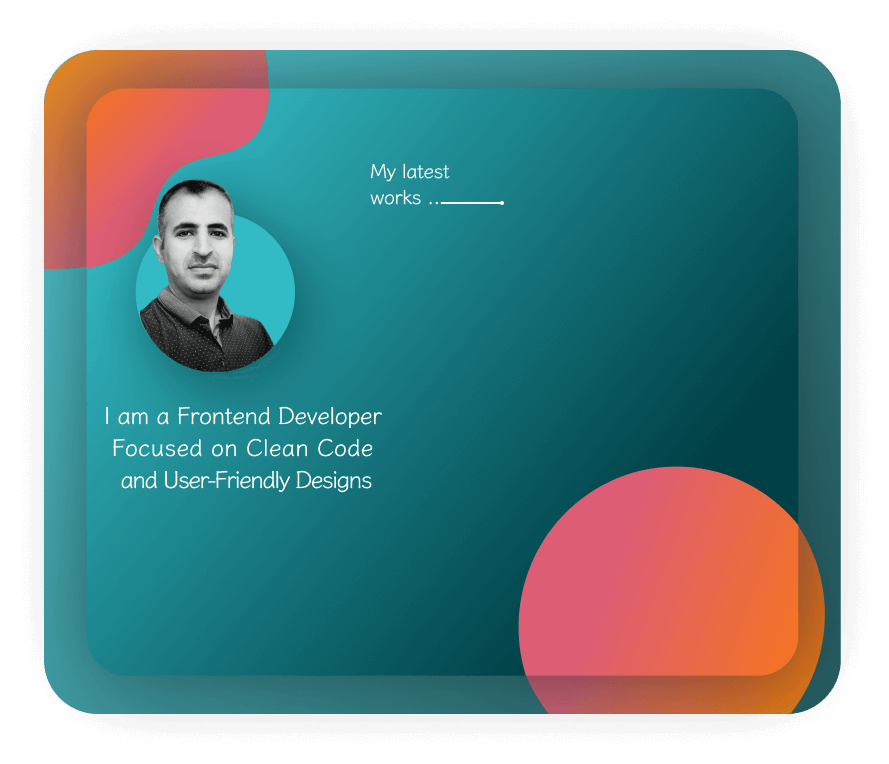 My latest
works ..
I am a Frontend Developer
Focused on Clean Code
and User-Friendly Designs